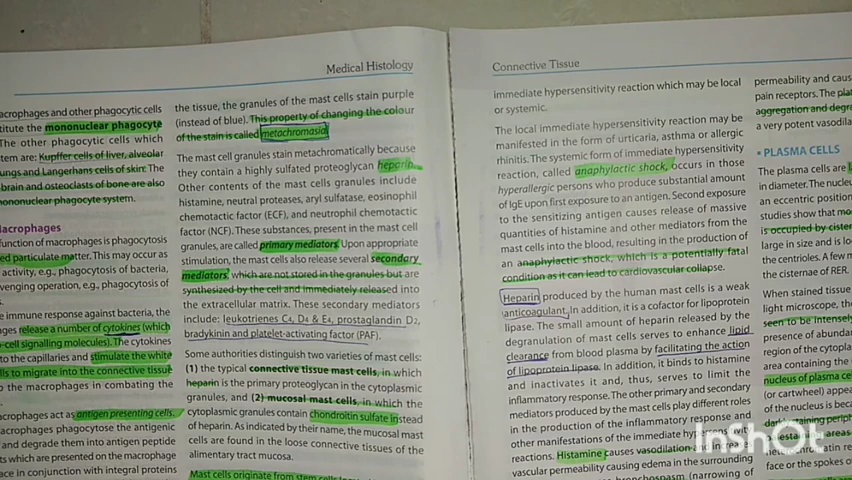 Medical Histology
acrophages and other phagocytic cells
titute the mononuclear phagocyte
The other phagocytic cells which
stem are: Kupffer cells of liver, alveolar
ungs and Langerhans cells of skin. The
brain and osteoclasts of bone are also
mononuclear phagocyte system.
Macrophages
function of macrophages is phagocytosis
ed particulate matter. This may occur as
activity, e.g., phagocytosis of bacteria,
venging operation, e.g., phagocytosis of
s.
e immune response against bacteria, the
ages release a number of cytokines (which
-cell signalling molecules). The cytokines
to the capillaries and stimulate the white
lls to migrate into the connective tissue
o the macrophages in combating the
acrophages act as antigen presenting cells.
crophages phagocytose the antigenic
and degrade them into antigen peptide
ts which are presented on the macrophage
ace in conjunction with integral proteins
the tissue, the granules of the mast cells stain purple
(instead of blue). This property of changing the colour
of the stain is called metachromasia.
The mast cell granules stain metachromatically because
they contain a highly sulfated proteoglycan heparin.
Other contents of the mast cells granules include
histamine, neutral proteases, aryl sulfatase, eosinophil
chemotactic factor (ECF), and neutrophil chemotactic
factor (NCF). These substances, present in the mast cell
granules, are called primary mediators. Upon appropriate
stimulation, the mast cells also release several secondary
mediators, which are not stored in the granules but are
synthesized by the cell and immediately released into
the extracellular matrix. These secondary mediators
include: leukotrienes C4, D4 & E4, prostaglandin D2,
bradykinin and platelet-activating factor (PAF).
Some authorities distinguish two varieties of mast cells:
(1) the typical connective tissue mast cells, in which
heparin is the primary proteoglycan in the cytoplasmic
granules, and (2) mucosal mast cells, in which the
cytoplasmic granules contain chondroitin sulfate instead
of heparin. As indicated by their name, the mucosal mast
cells are found in the loose connective tissues of the
alimentary tract mucosa.
Mast cells originate from stem cells
Connective Tissue
immediate hypersensitivity reaction which may be local
or systemic.
The local immediate hypersensitivity reaction may be
manifested in the form of urticaria, asthma or allergic
rhinitis. The systemic form of immediate hypersensitivity
reaction, called anaphylactic shock, occurs in those
hyperallergic persons who produce substantial amount
of IgE upon first exposure to an antigen. Second exposure
to the sensitizing antigen causes release of massive
quantities of histamine and other mediators from the
mast cells into the blood, resulting in the production of
an anaphylactic shock, which is a potentially fatal
condition as it can lead to cardiovascular collapse.
Heparin produced by the human mast cells is a weak
anticoagulant. In addition, it is a cofactor for lipoprotein
lipase. The small amount of heparin released by the
degranulation of mast cells serves to enhance lipid
clearance from blood plasma by facilitating the action
of lipoprotein lipase. In addition, it binds to histamine
and inactivates it and, thus, serves to limit the
inflammatory response. The other primary and secondary
mediators produced by the mast cells play different roles
in the production of the inflammatory response and
other manifestations of the immediate hypersensitivity
reactions. Histamine causes vasodilation and increase
vascular permeability causing edema in the surrounding
bronchospasm (narrowing of
permeability and caus
pain receptors. The plat
aggregation and degra
a very potent vasodila
• PLASMA CELLS
The plasma cells are l
in diameter. The nucleu
an eccentric position
studies show that mo
is occupied by cister
large in size and is lo
the centrioles. A few m
the cisternae of RER.
When stained tissue
light microscope, the
seen to be intensely
presence of abundan
region of the cytopla
area containing the
nucleus of plasma ce
(or cartwheel) appea
of the nucleus is beca
dark staining periph
areas
matin re
face or the spokes o
InShOt